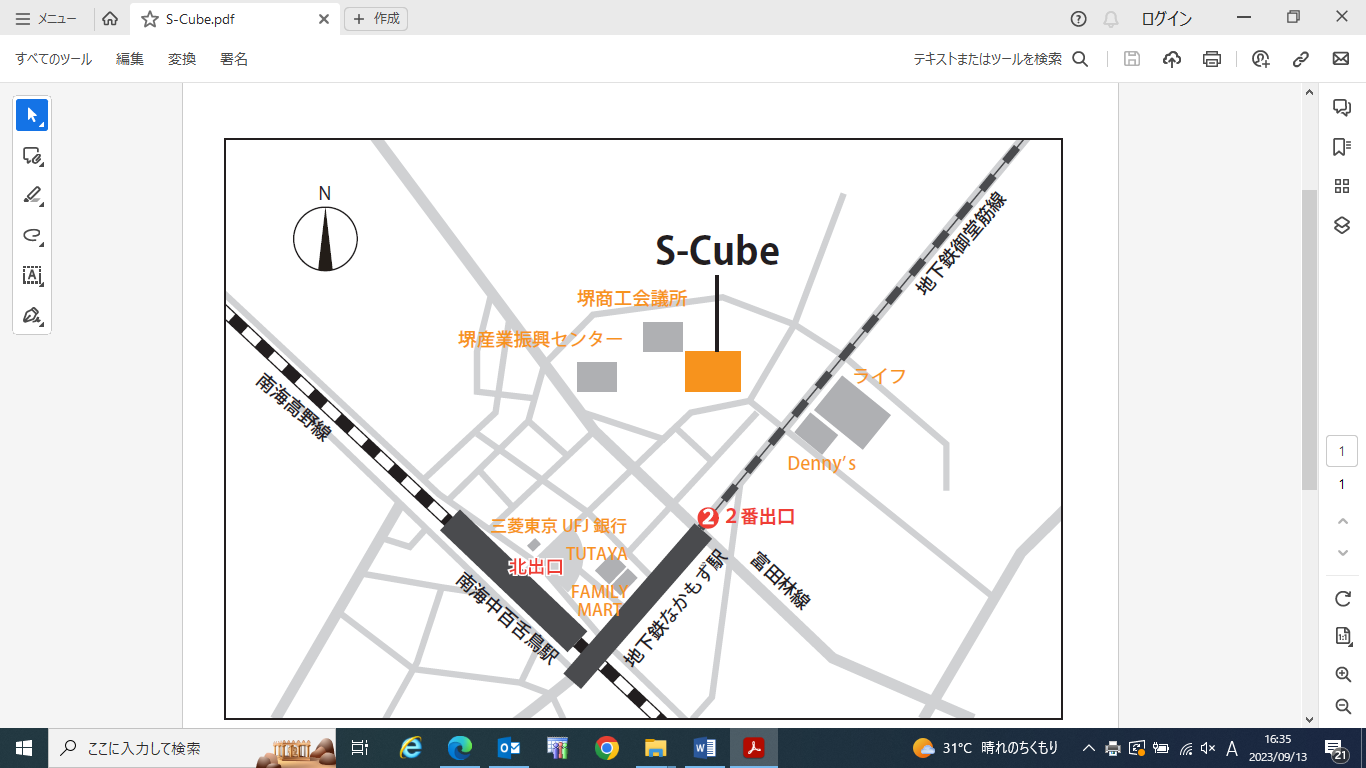 メニュー
S-Cube.pdf
作成
ログイン
すべてのツール
編集
変換
署名
テキストまたはツールを検索
N
S-Cube
堺商工会議所
堺産業振興センター
地下鉄御堂筋線
南海高野線
ライフ
Denny's
2 2番出口
三菱東京 UFJ 銀行
TUTAYA
北出口
FAMILY
MART
南海中百舌鳥駅
地下鉄なかもず駅
富田林線
1
1
ここに入力して検索
31°C 晴れのちくもり
A
16:35
2023/09/13
21